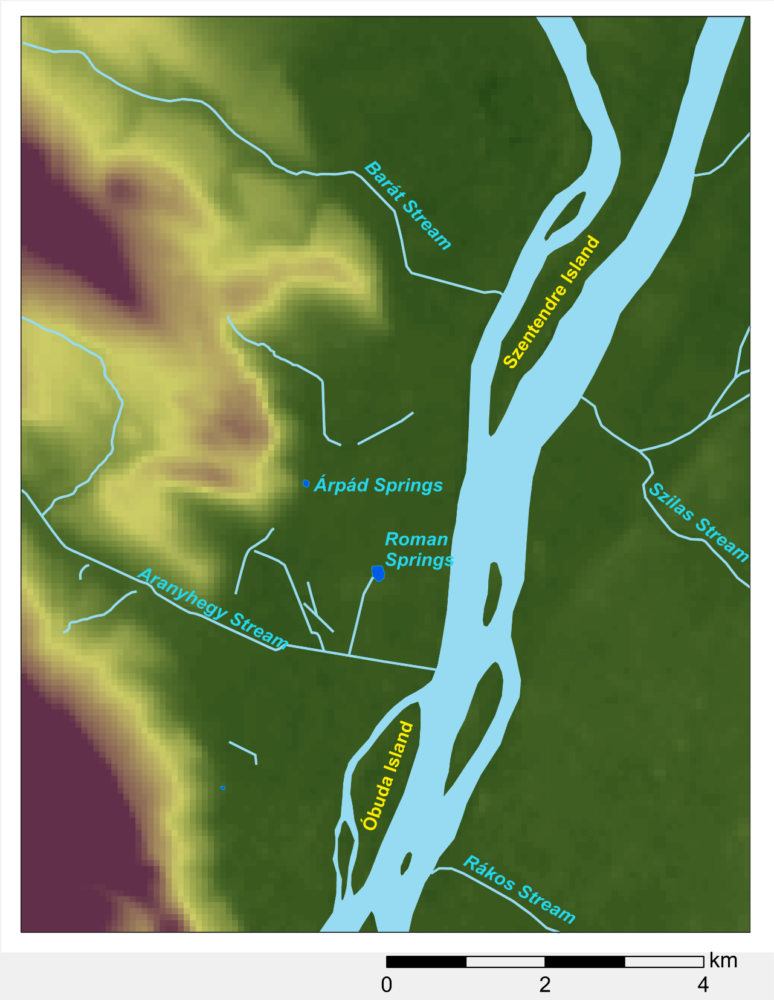 Barát Stream
Szentendre Island
Árpád Springs
Szilas Stream
Roman
Springs
Aranyhegy Stream
Óbuda Island
Rákos Stream
km
0 2 4